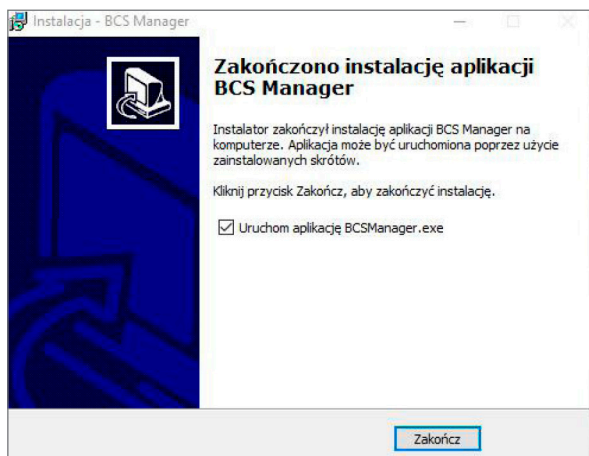 Instalacja - BCS Manager
Zakończono instalację aplikacji
BCS Manager
Instalator zakończył instalację aplikacji BCS Manager na
komputerze. Aplikacja może być uruchomiona poprzez użycie
zainstalowanych skrótów.
Kliknij przycisk Zakończ, aby zakończyć instalację.
Uruchom aplikację BCSManager.exe
Zakończ